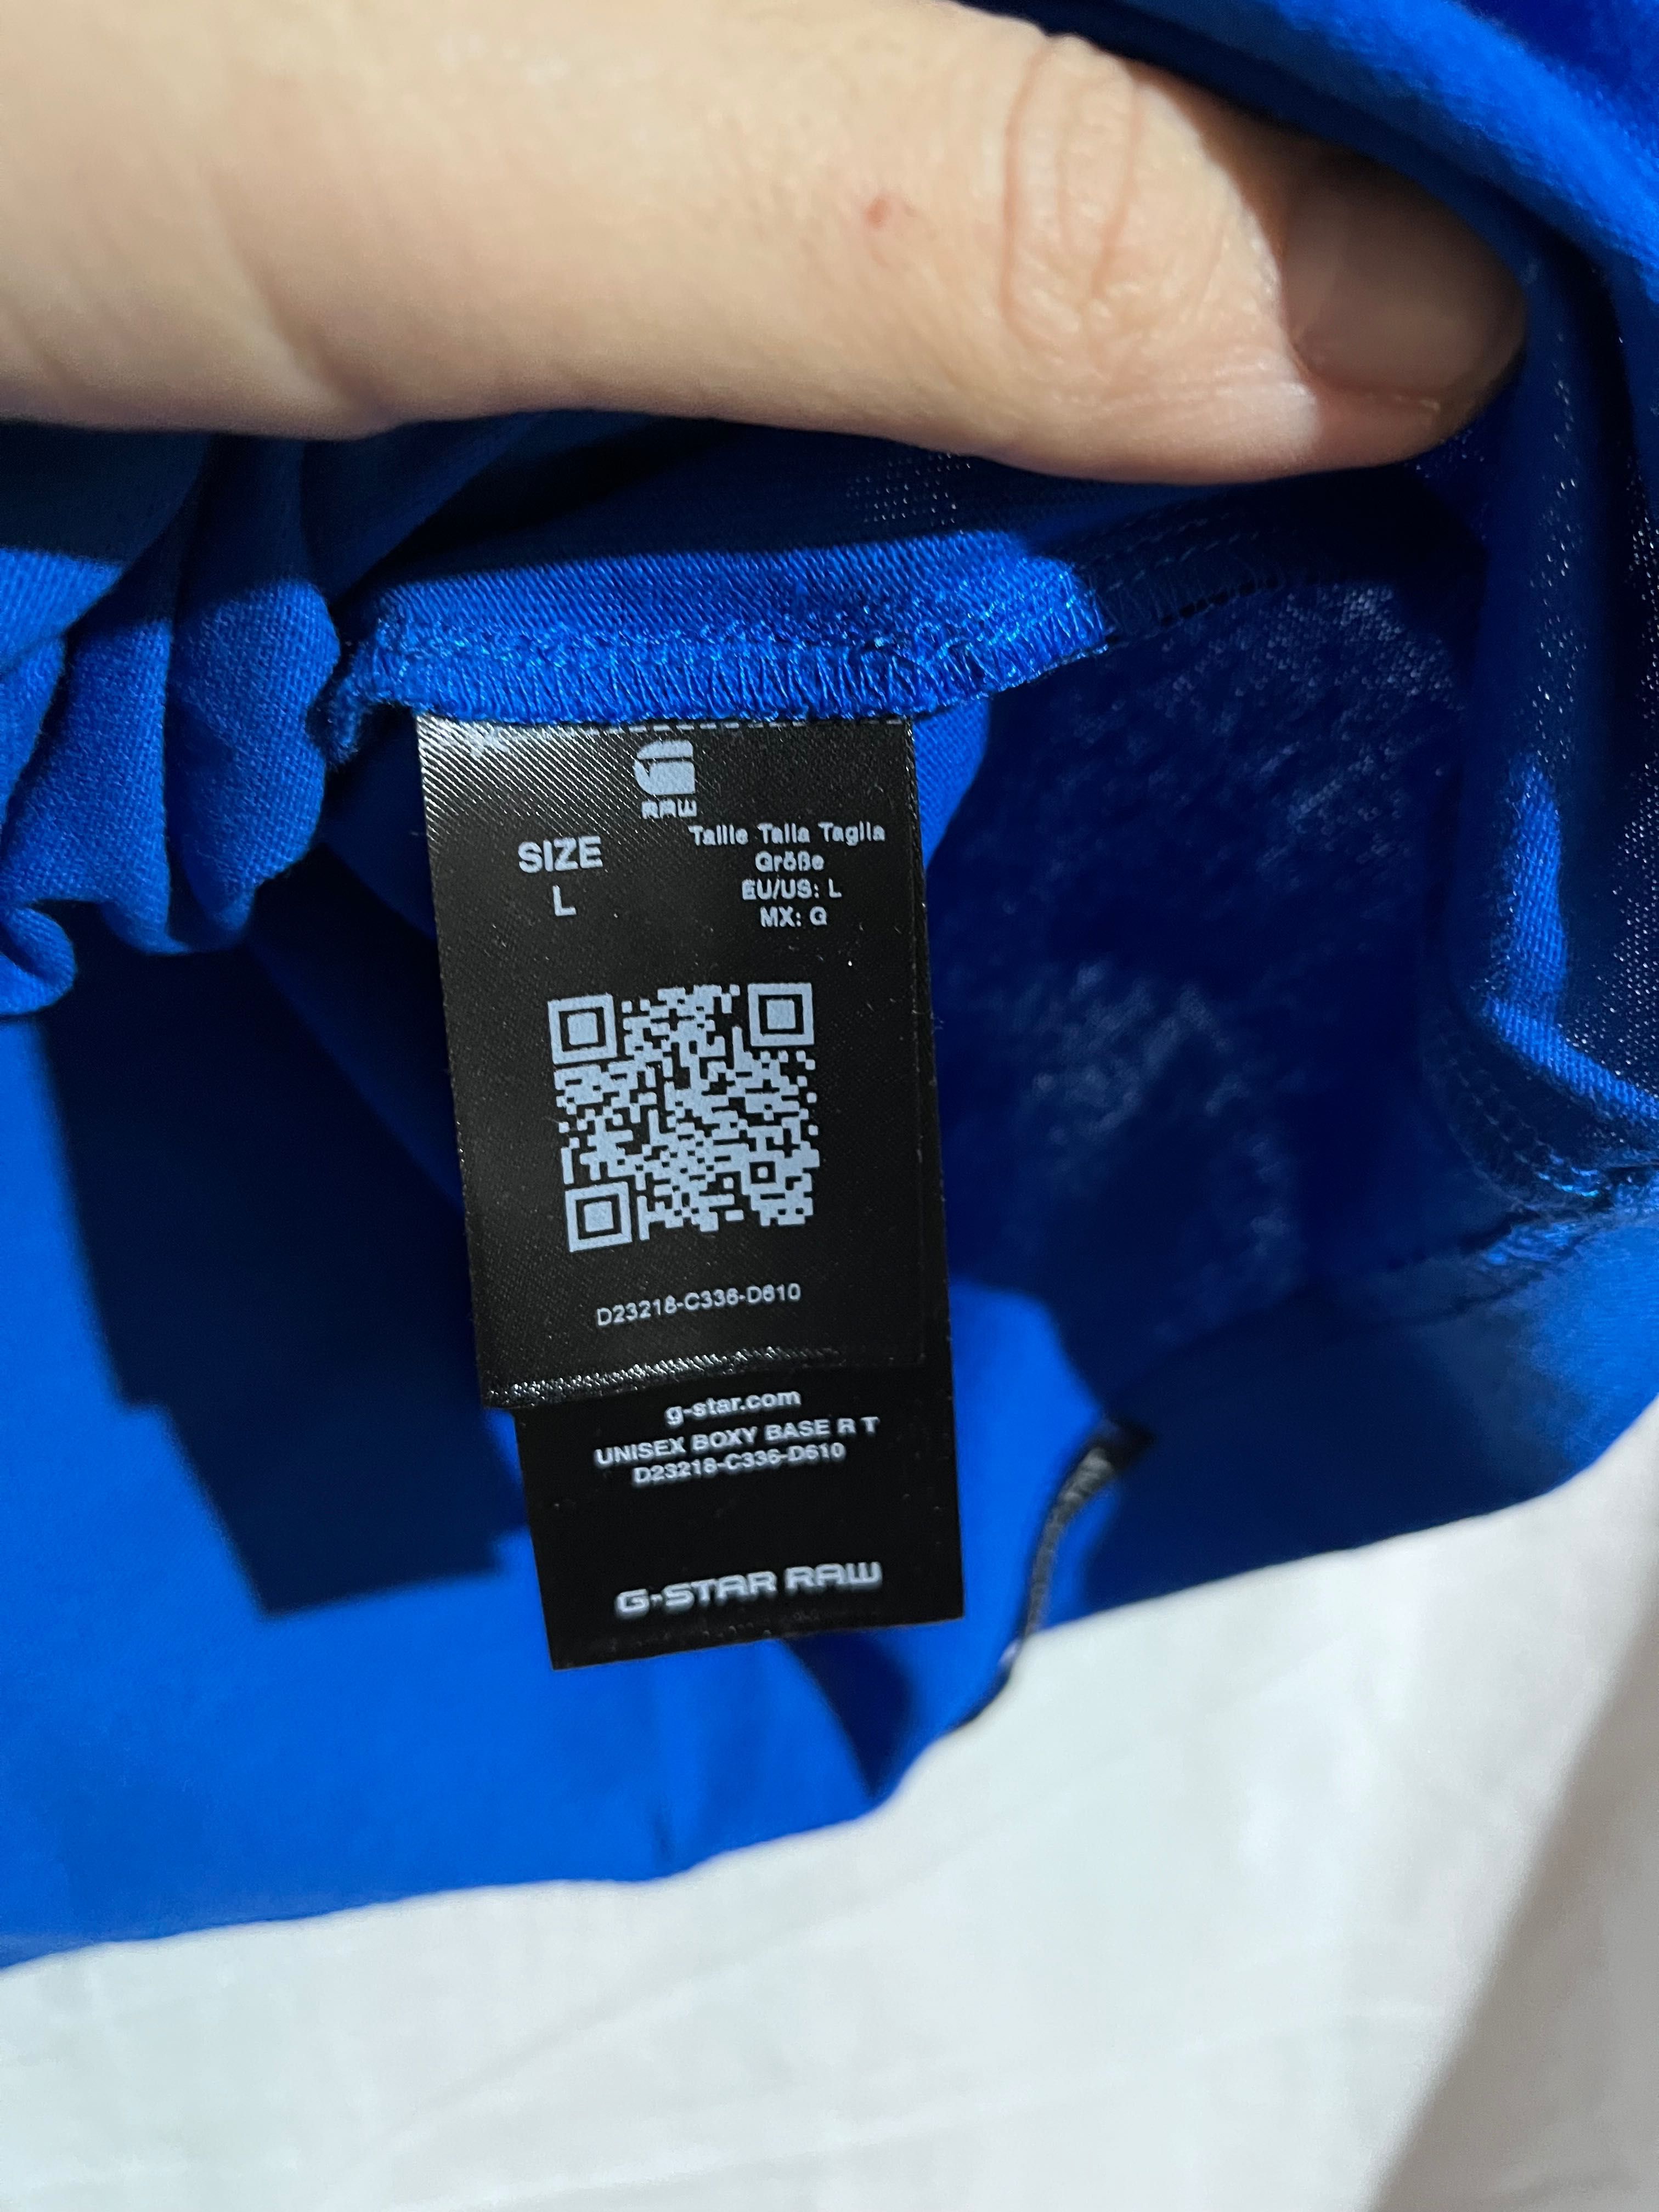 RAW
SIZE
L
Taille Talla Taglia
Größe
EU/US: L
MX: G
D23218-C336-D610
g-star.com
UNISEX BOXY BASE R T
D23218-C336-D610
G-STAR RAW